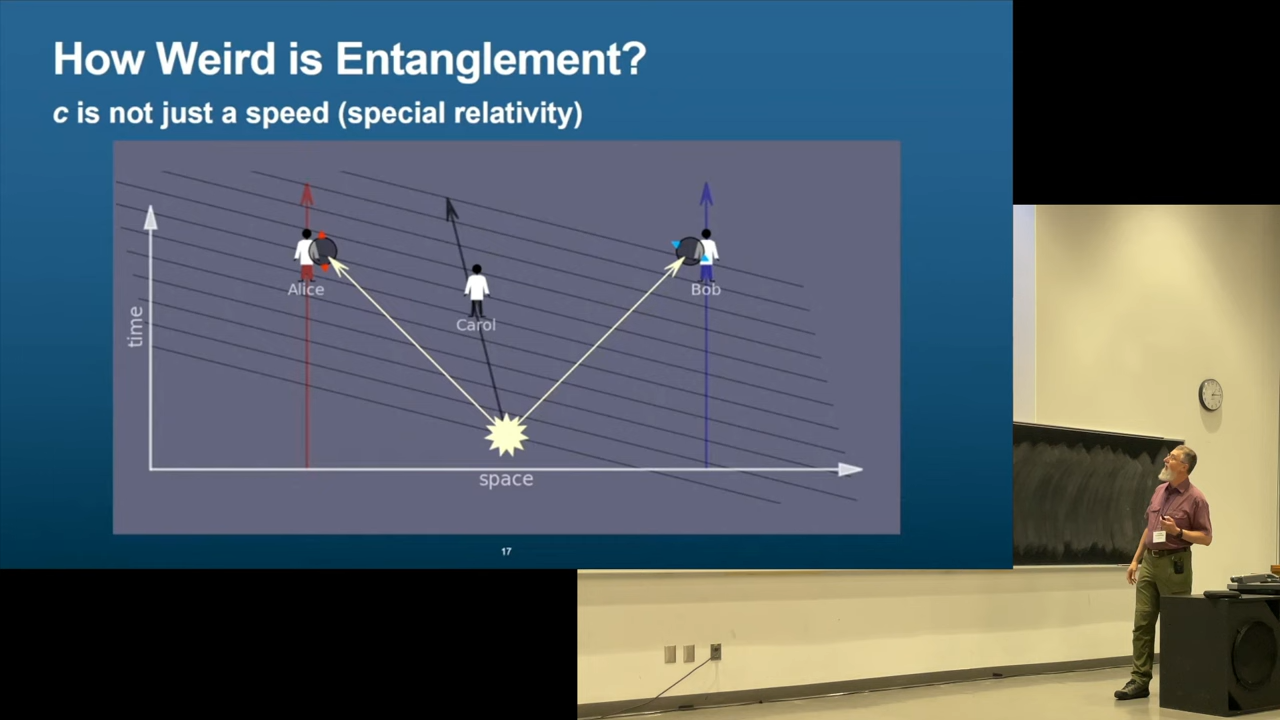 How Weird is Entanglement?
c is not just a speed (special relativity)
Alice
Carol
Bob
time
space
17